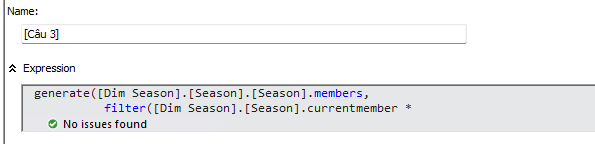 Name:
[Câu 3]
Expression
generate([Dim Season].[Season].[Season].members,
filter([Dim Season].[Season].currentmember *
No issues found